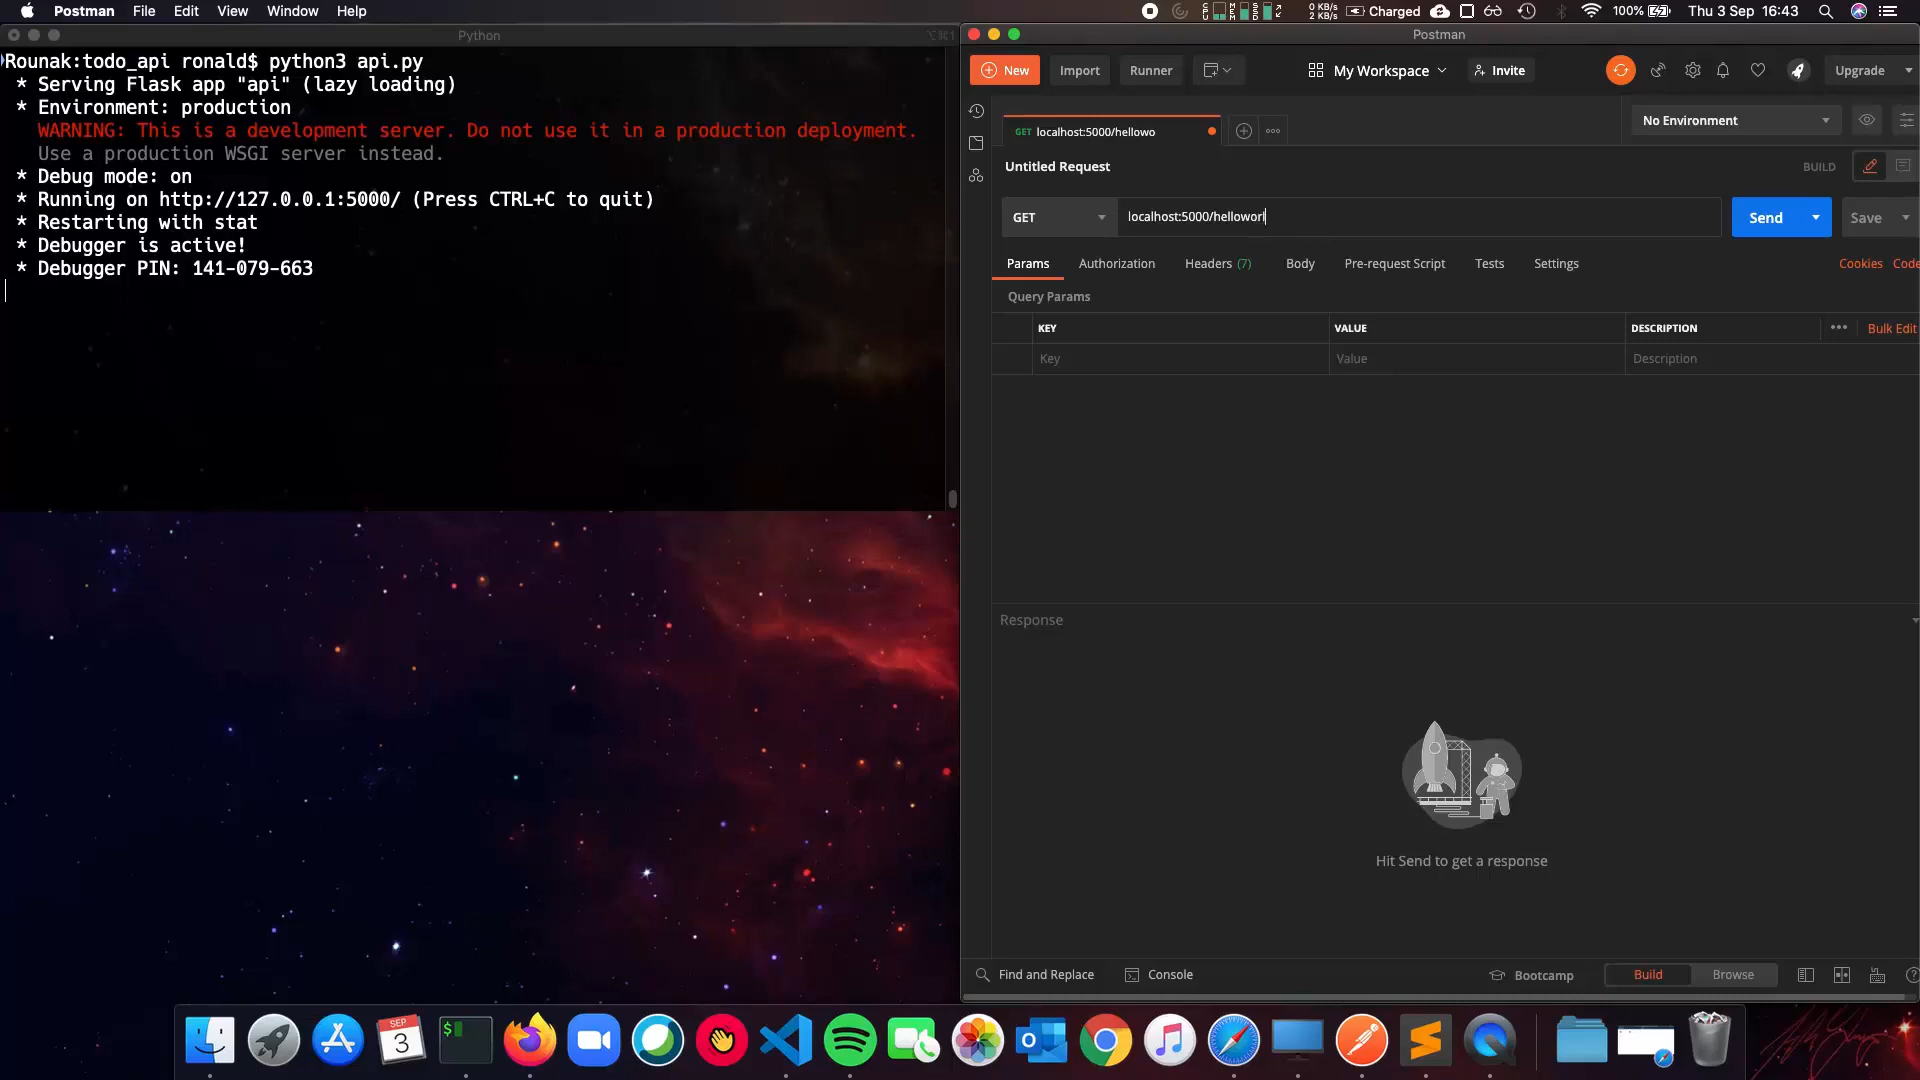 Postman File Edit View Window Help
0 KB/s
2 KB/s
Charged
100%
Thu 3 Sep 16:43
Python
Rounak:todo_api ronald$ python3 api.py
* Serving Flask app "api" (lazy loading)
* Environment: production
WARNING: This is a development server. Do not use it in a production deployment.
Use a production WSGI server instead.
* Debug mode: on
* Running on http://127.0.0.1:5000/ (Press CTRL+C to quit)
* Restarting with stat
* Debugger is active!
* Debugger PIN: 141-079-663
Postman
New Import Runner My Workspace Invite Upgrade
GET localhost:5000/hellowo
No Environment
Untitled Request
BUILD
GET localhost:5000/helloworl Send Save
Params Authorization Headers (7) Body Pre-request Script Tests Settings Cookies Code
Query Params
KEY VALUE DESCRIPTION ••• Bulk Edit
Key Value Description
Response
Hit Send to get a response
Find and Replace Console Bootcamp Build Browse
SEP
3